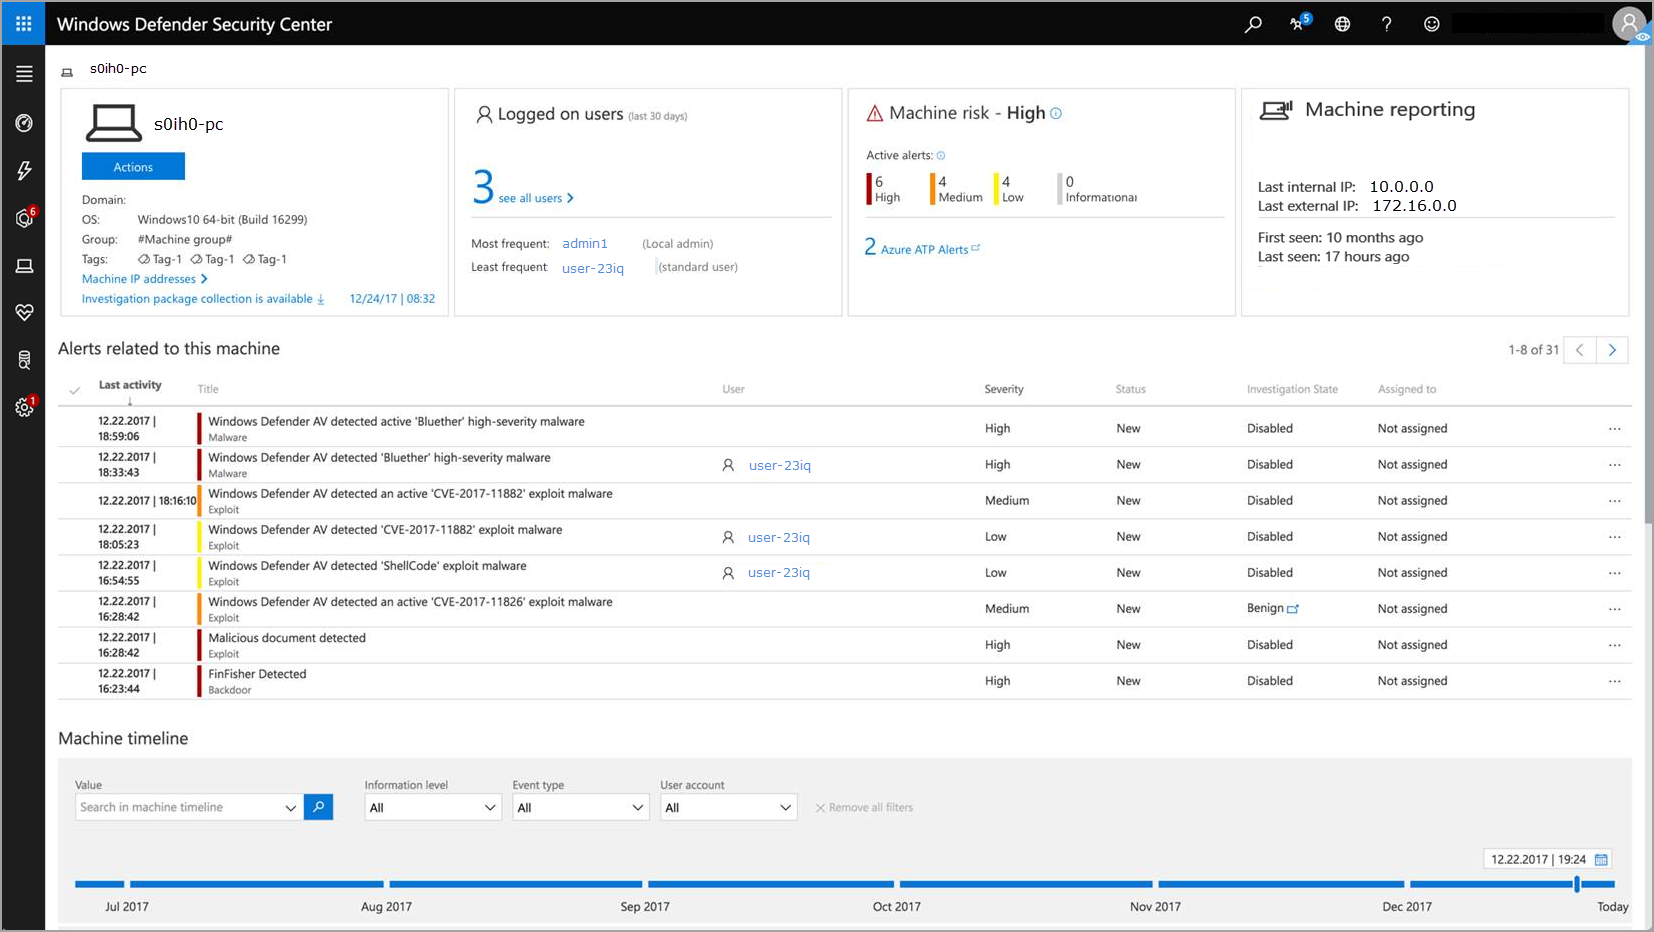 Windows Defender Security Center
5
?
s0ih0-pc
s0ih0-pc
Actions
Domain:
OS: Windows10 64-bit (Build 16299)
Group: #Machine group#
Tags: Tag-1 Tag-1 Tag-1
Machine IP addresses
Investigation package collection is available 12/24/17 | 08:32
Logged on users (last 30 days)
3 see all users
Most frequent: admin1 (Local admin)
Least frequent user-23iq (standard user)
Machine risk - High
Active alerts:
6 High
4 Medium
4 Low
0 Informational
2 Azure ATP Alerts
Machine reporting
Last internal IP: 10.0.0.0
Last external IP: 172.16.0.0
First seen: 10 months ago
Last seen: 17 hours ago
6
1
Alerts related to this machine
1-8 of 31
Last activity Title User Severity Status Investigation State Assigned to
12.22.2017 | 18:59:06 Windows Defender AV detected active 'Bluether' high-severity malware High New Disabled Not assigned ...
Malware
12.22.2017 | 18:33:43 Windows Defender AV detected 'Bluether' high-severity malware user-23iq High New Disabled Not assigned ...
Malware
12.22.2017 | 18:16:10 Windows Defender AV detected an active 'CVE-2017-11882' exploit malware Medium New Disabled Not assigned ...
Exploit
12.22.2017 | 18:05:23 Windows Defender AV detected 'CVE-2017-11882' exploit malware user-23iq Low New Disabled Not assigned ...
Exploit
12.22.2017 | 16:54:55 Windows Defender AV detected 'ShellCode' exploit malware user-23iq Low New Disabled Not assigned ...
Exploit
12.22.2017 | 16:28:42 Windows Defender AV detected an active 'CVE-2017-11826' exploit malware Medium New Benign Not assigned ...
Exploit
12.22.2017 | 16:28:42 Malicious document detected High New Disabled Not assigned ...
Exploit
12.22.2017 | 16:23:44 FinFisher Detected High New Disabled Not assigned ...
Backdoor
Machine timeline
Value Information level Event type User account
Search in machine timeline All All All Remove all filters
12.22.2017 | 19:24
Jul 2017 Aug 2017 Sep 2017 Oct 2017 Nov 2017 Dec 2017 Today